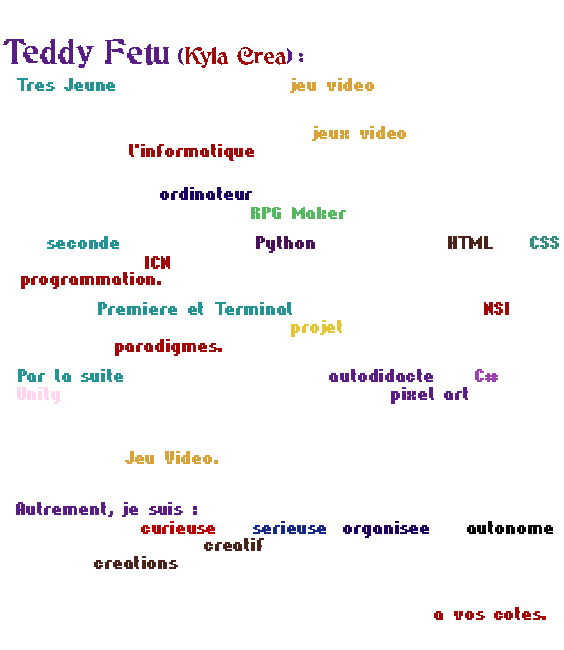 Teddy Fetu (Kyla Crea) :
Tres Jeune jeu video
jeux video
l'informatique
ordinateur
RPG Maker
seconde Python HTML CSS
ICN
programmation.
Premiere et Terminal NSI
projet
paradigmes.
Par la suite autodidacte C#
Unity pixel art
Jeu Video.
Autrement, je suis :
curieuse serieuse organisee autonome
creatif
creations
a vos cotes.